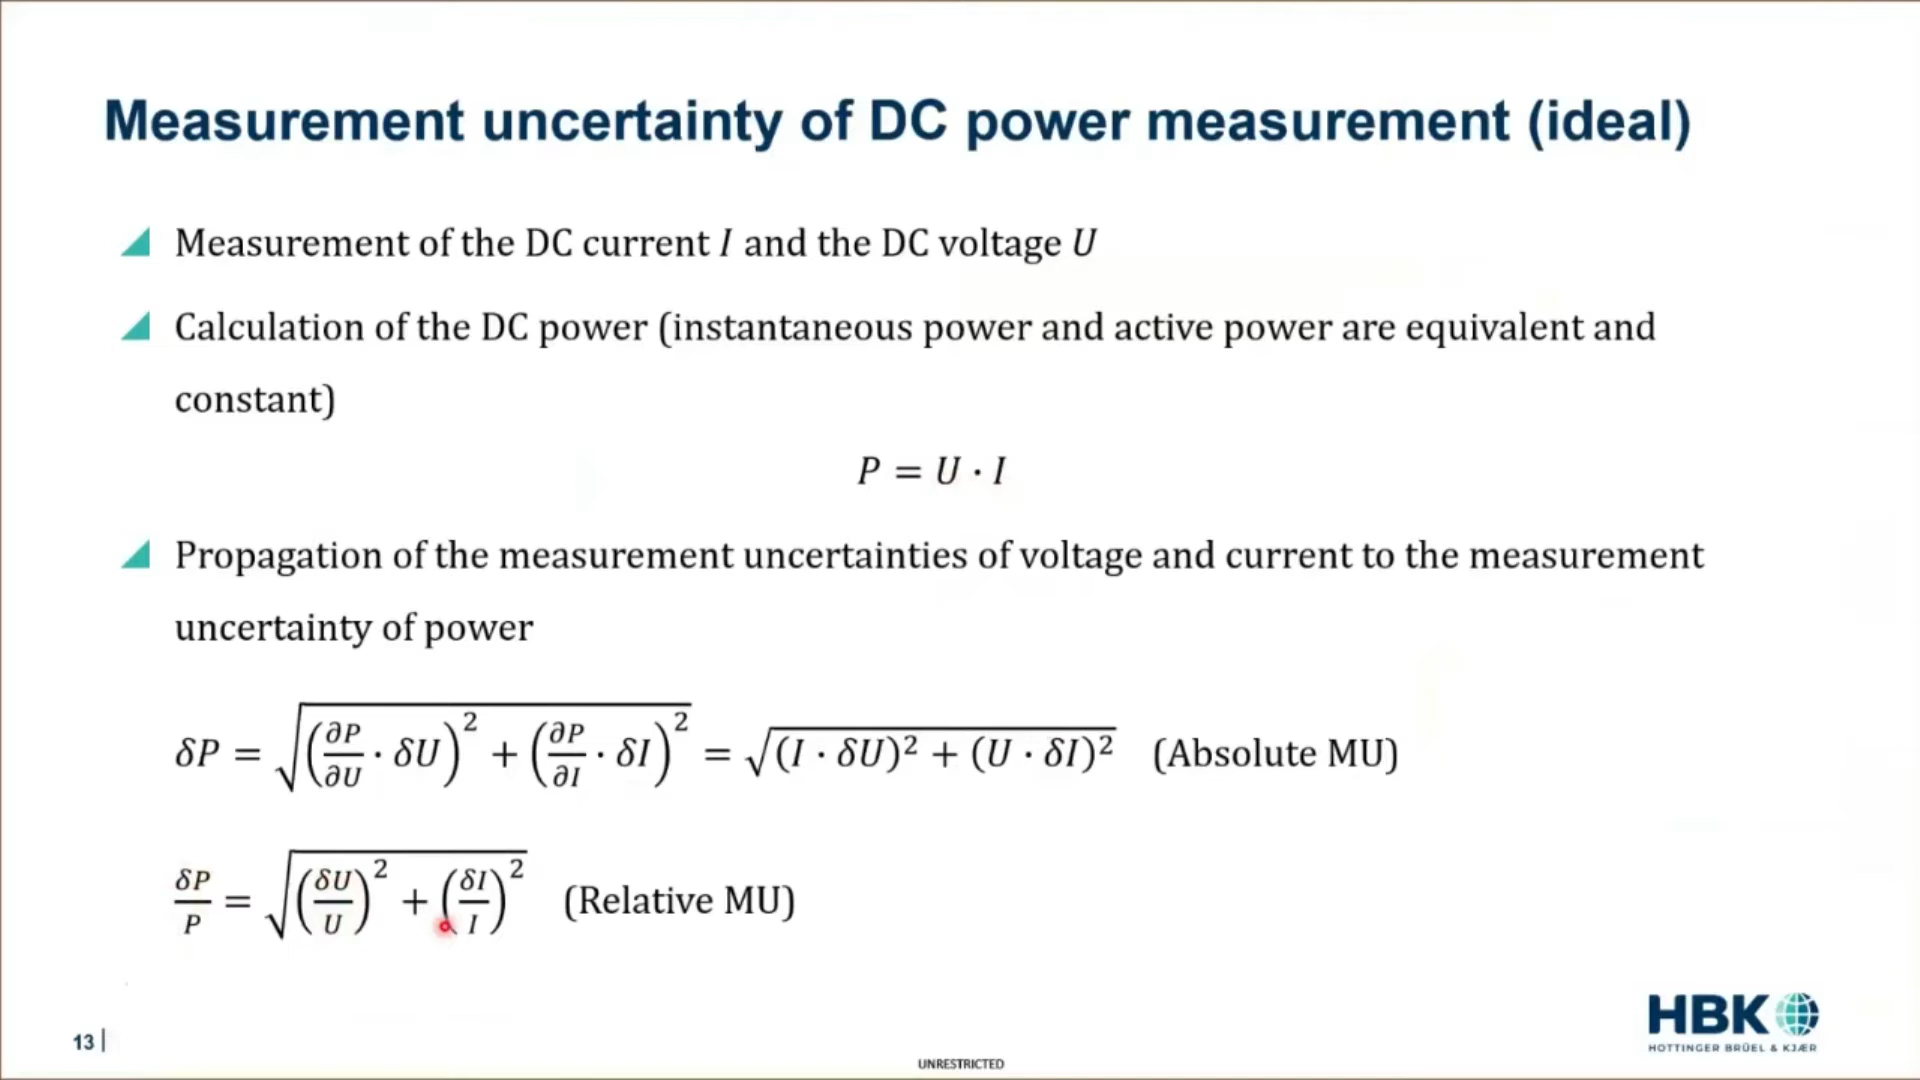 Measurement uncertainty of DC power measurement (ideal)
Measurement of the DC current I and the DC voltage U
Calculation of the DC power (instantaneous power and active power are equivalent and
constant)
P = U · I
Propagation of the measurement uncertainties of voltage and current to the measurement
uncertainty of power
δP = √((∂P/∂U · δU)² + (∂P/∂I · δI)²) = √((I · δU)² + (U · δI)²) (Absolute MU)
δP/P = √((δU/U)² + (δI/I)²) (Relative MU)
13 |
HBK
HOTTINGER BRÜEL & KJÆR
UNRESTRICTED